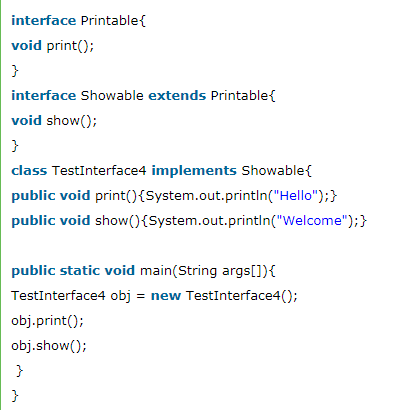 interface Printable{
void print();
}
interface Showable extends Printable{
void show();
}
class TestInterface4 implements Showable{
public void print(){System.out.println("Hello");}
public void show(){System.out.println("Welcome");}
public static void main(String args[]){
TestInterface4 obj = new TestInterface4();
obj.print();
obj.show();
}
}